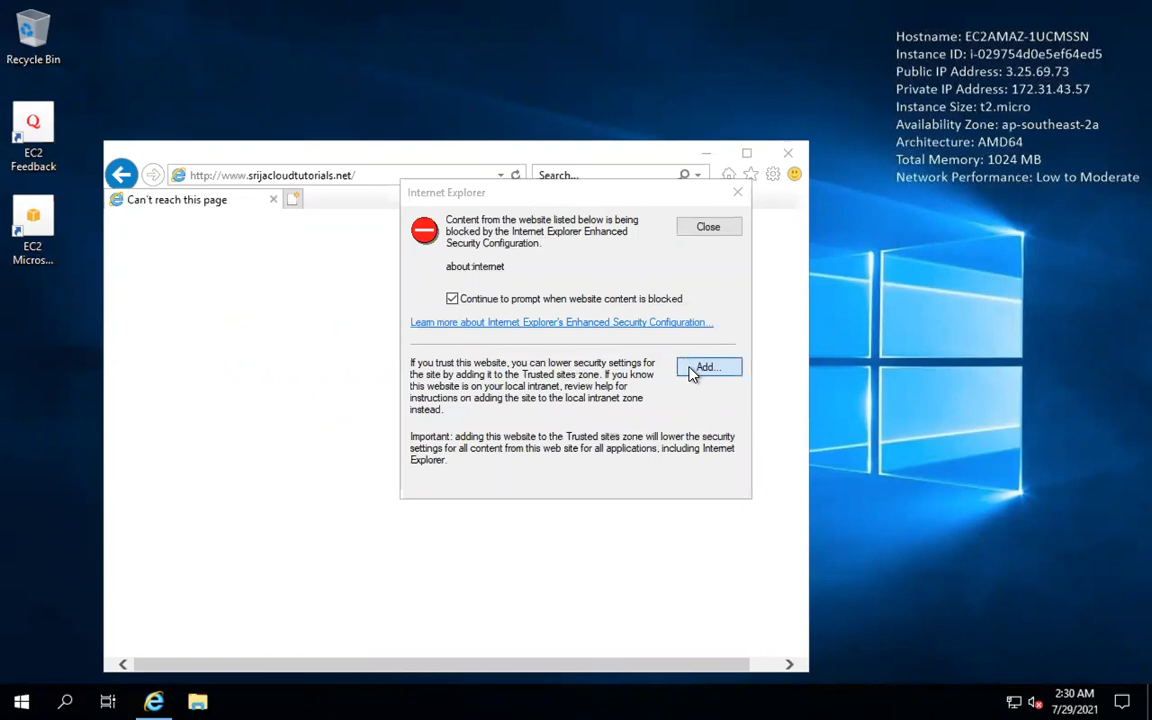 Recycle Bin
EC2
Feedback
EC2
Micros...
Hostname: EC2AMAZ-1UCMSSN
Instance ID: i-029754d0e5ef64ed5
Public IP Address: 3.25.69.73
Private IP Address: 172.31.43.57
Instance Size: t2.micro
Availability Zone: ap-southeast-2a
Architecture: AMD64
Total Memory: 1024 MB
Network Performance: Low to Moderate
http://www.srijacloudtutorials.net/
Search...
Can't reach this page
Internet Explorer
Content from the website listed below is being
blocked by the Internet Explorer Enhanced
Security Configuration.
Close
about:internet
Continue to prompt when website content is blocked
Learn more about Internet Explorer's Enhanced Security Configuration...
If you trust this website, you can lower security settings for
the site by adding it to the Trusted sites zone. If you know
this website is on your local intranet, review help for
instructions on adding the site to the local intranet zone
instead.
Add...
Important: adding this website to the Trusted sites zone will lower the security
settings for all content from this web site for all applications, including Internet
Explorer.
2:30 AM
7/29/2021